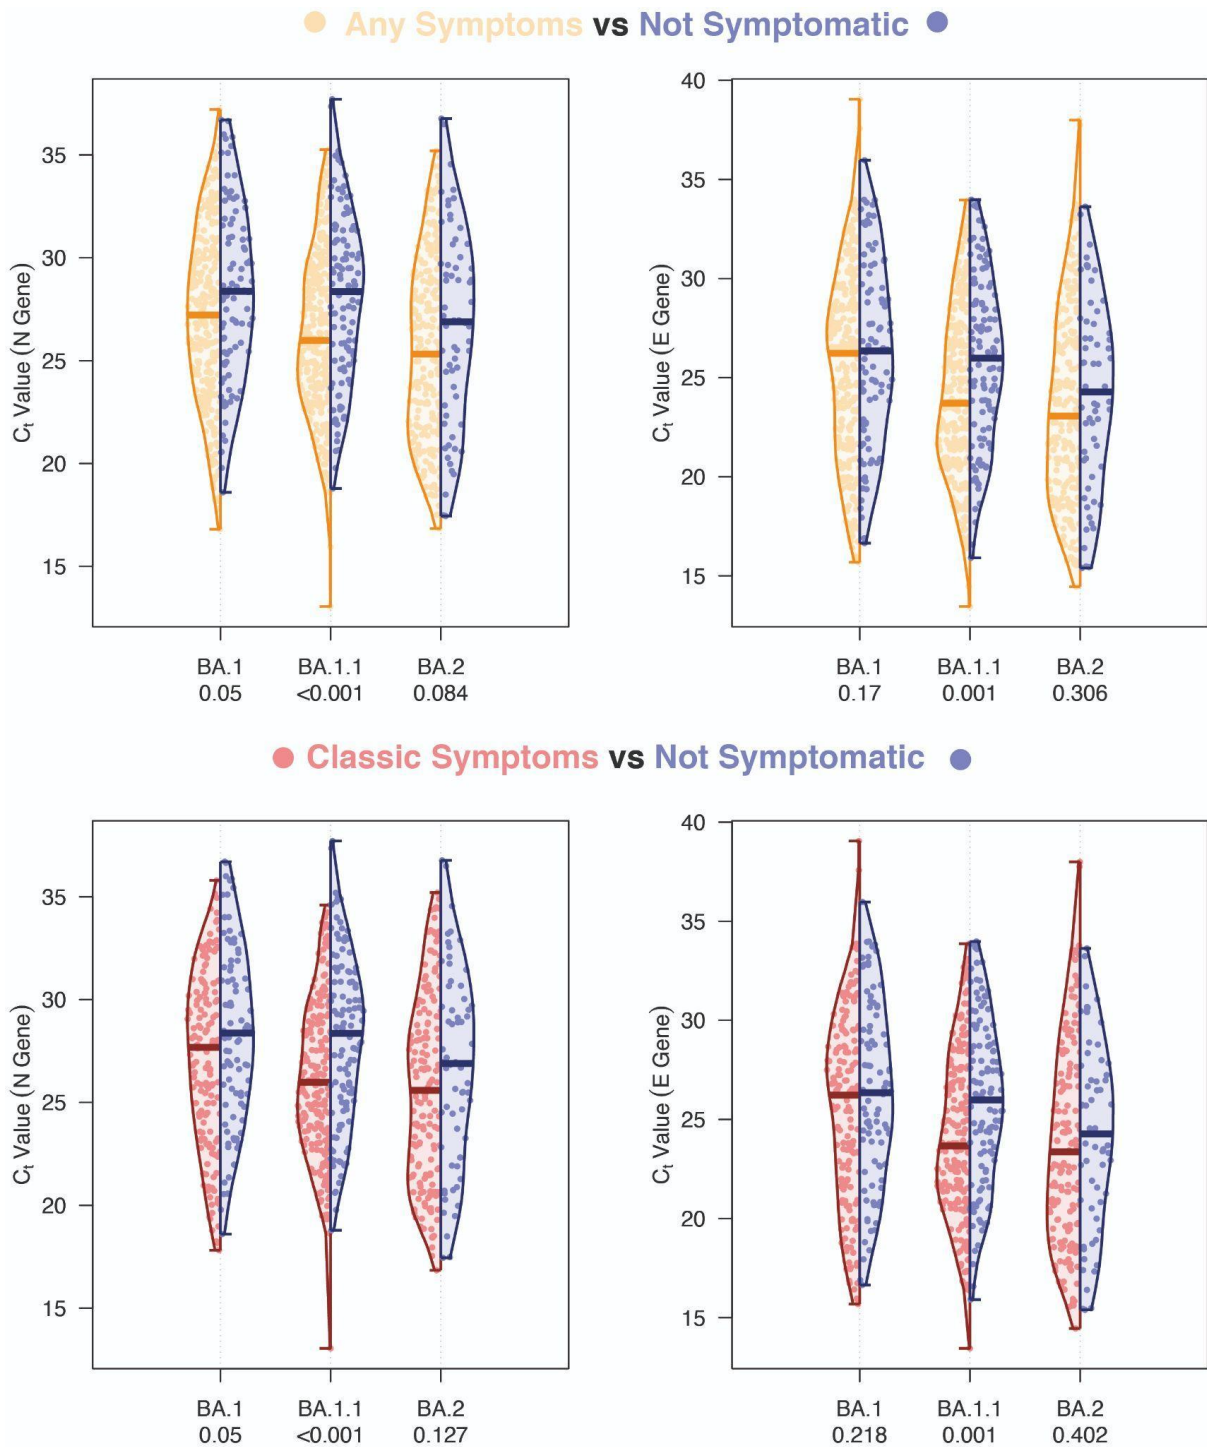 Any Symptoms vs Not Symptomatic
Ct Value (N Gene)
35
30
25
20
15
BA.1 BA.1.1 BA.2
0.05 <0.001 0.084
Ct Value (E Gene)
40
35
30
25
20
15
BA.1 BA.1.1 BA.2
0.17 0.001 0.306
Classic Symptoms vs Not Symptomatic
Ct Value (N Gene)
35
30
25
20
15
BA.1 BA.1.1 BA.2
0.05 <0.001 0.127
Ct Value (E Gene)
40
35
30
25
20
15
BA.1 BA.1.1 BA.2
0.218 0.001 0.402